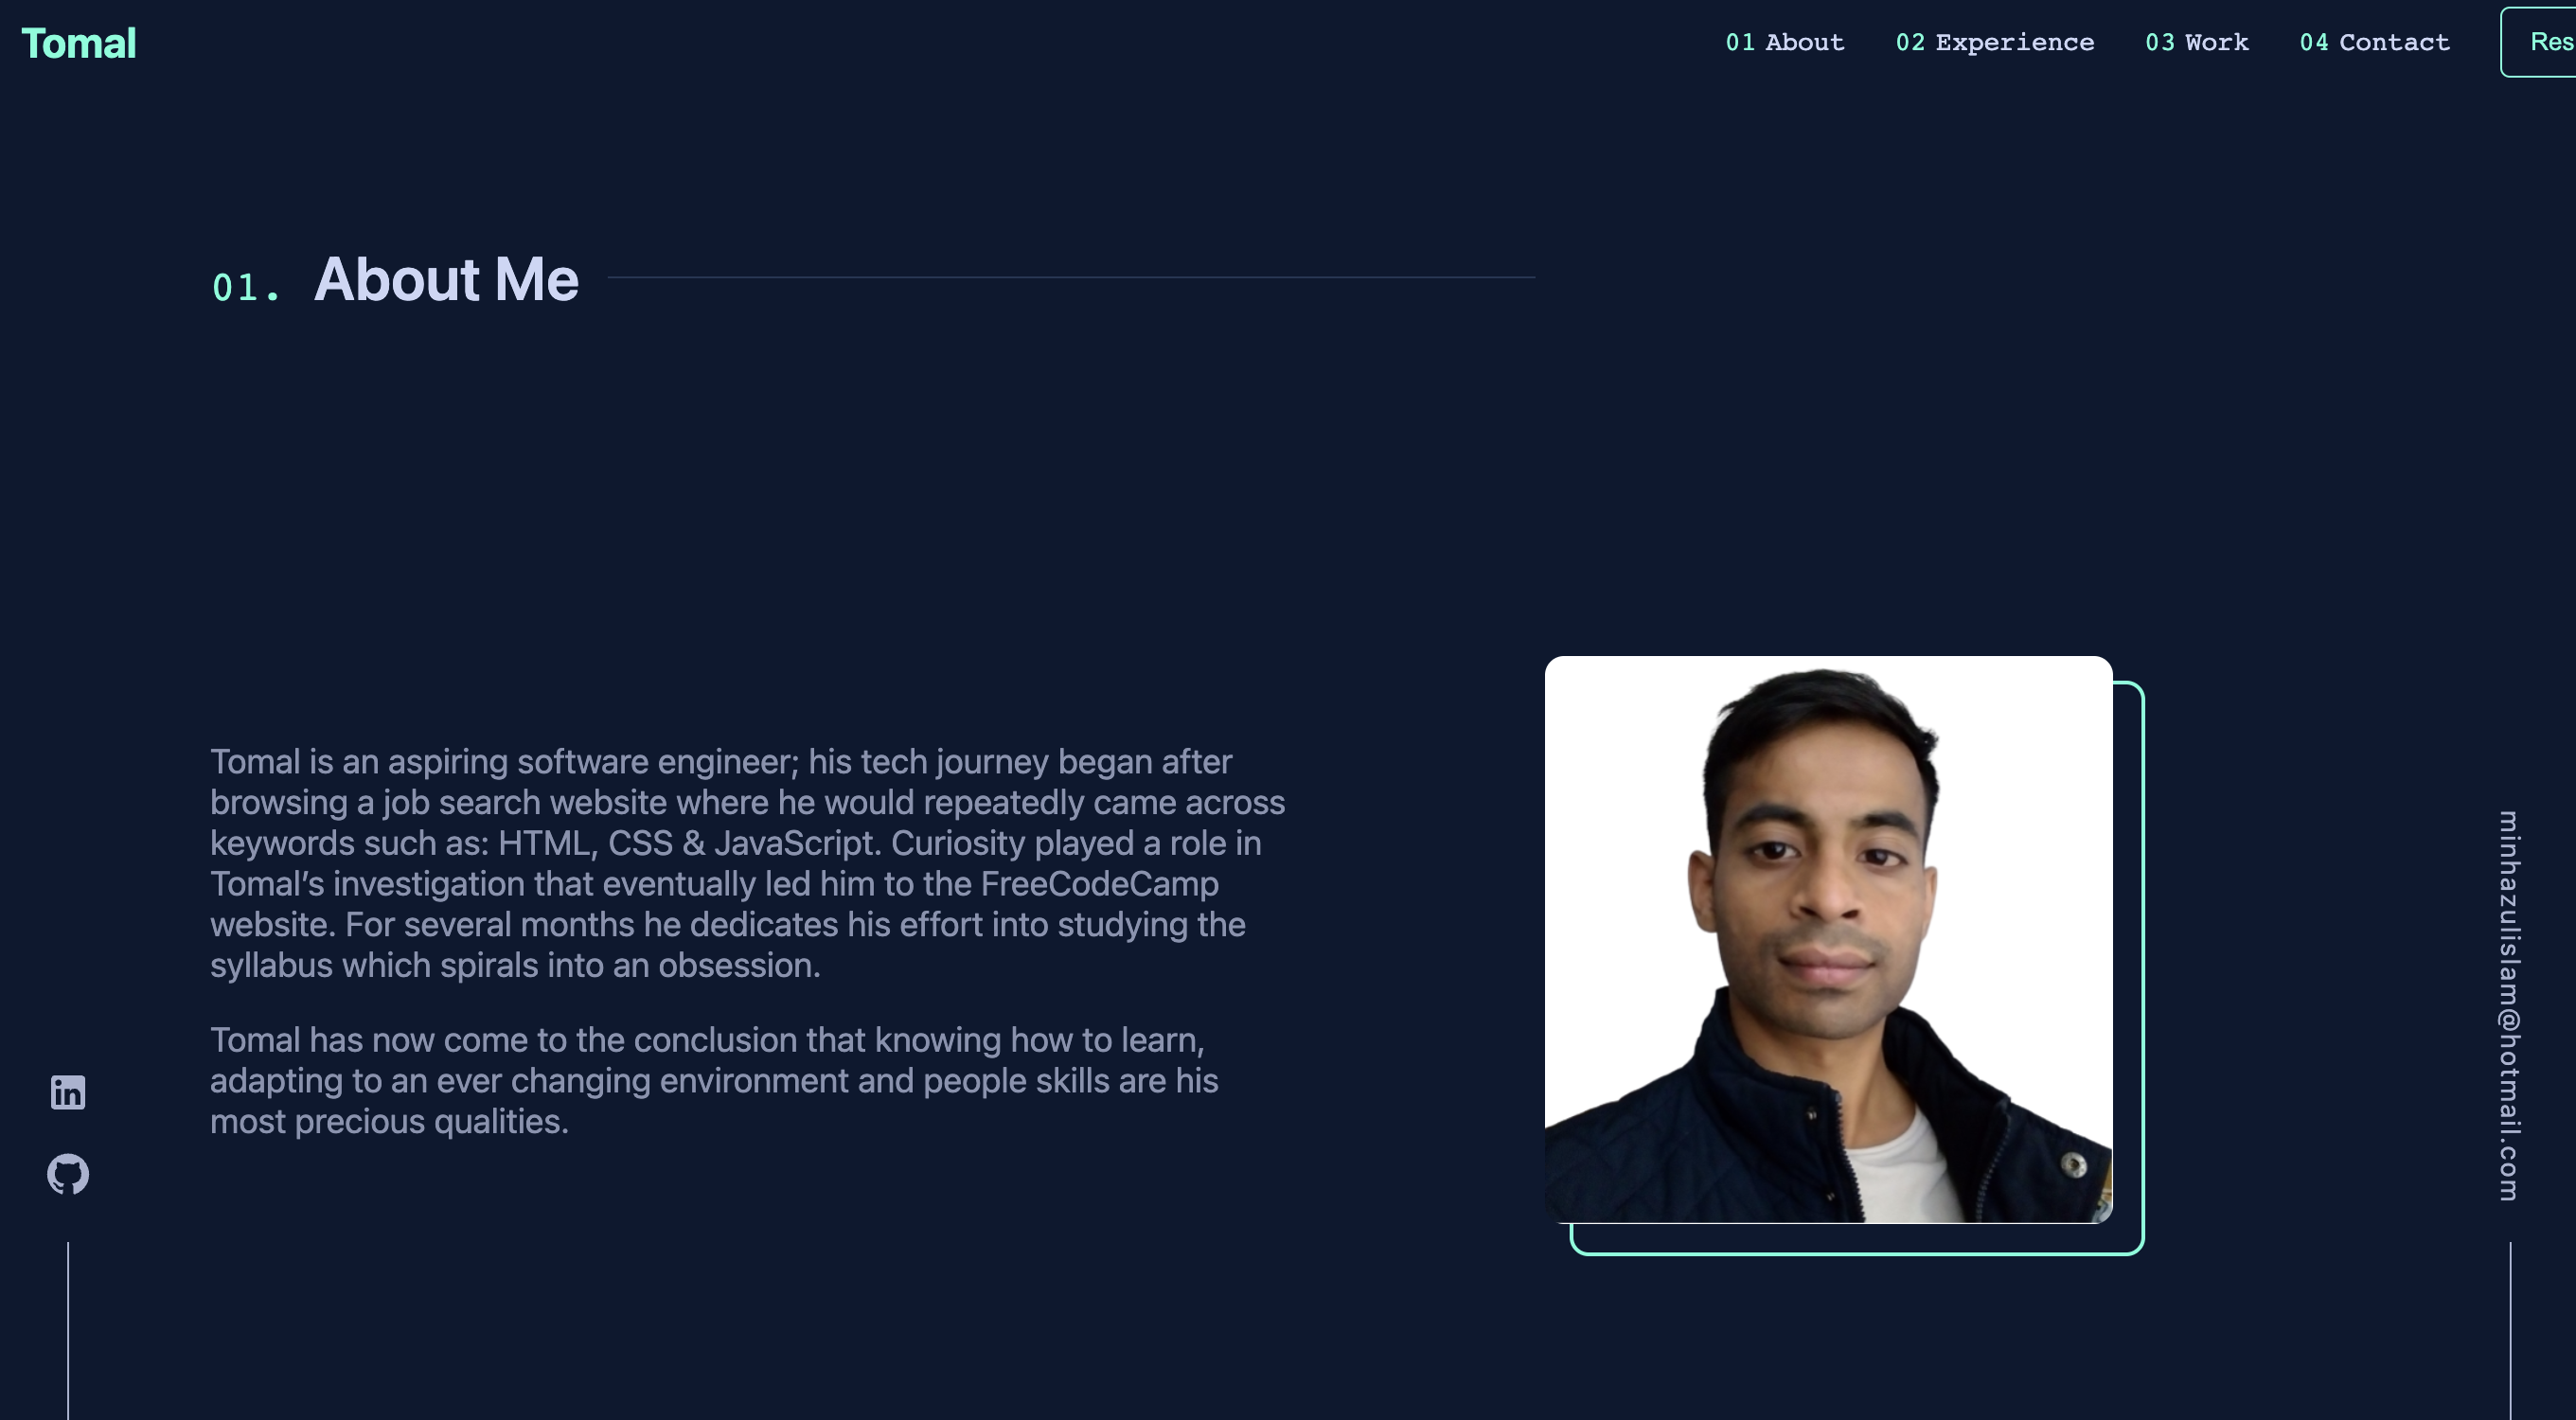 Tomal
01 About 02 Experience 03 Work 04 Contact Res
01. About Me
Tomal is an aspiring software engineer; his tech journey began after
browsing a job search website where he would repeatedly came across
keywords such as: HTML, CSS & JavaScript. Curiosity played a role in
Tomal’s investigation that eventually led him to the FreeCodeCamp
website. For several months he dedicates his effort into studying the
syllabus which spirals into an obsession.
Tomal has now come to the conclusion that knowing how to learn,
adapting to an ever changing environment and people skills are his
most precious qualities.
in
minhazulislam@hotmail.com